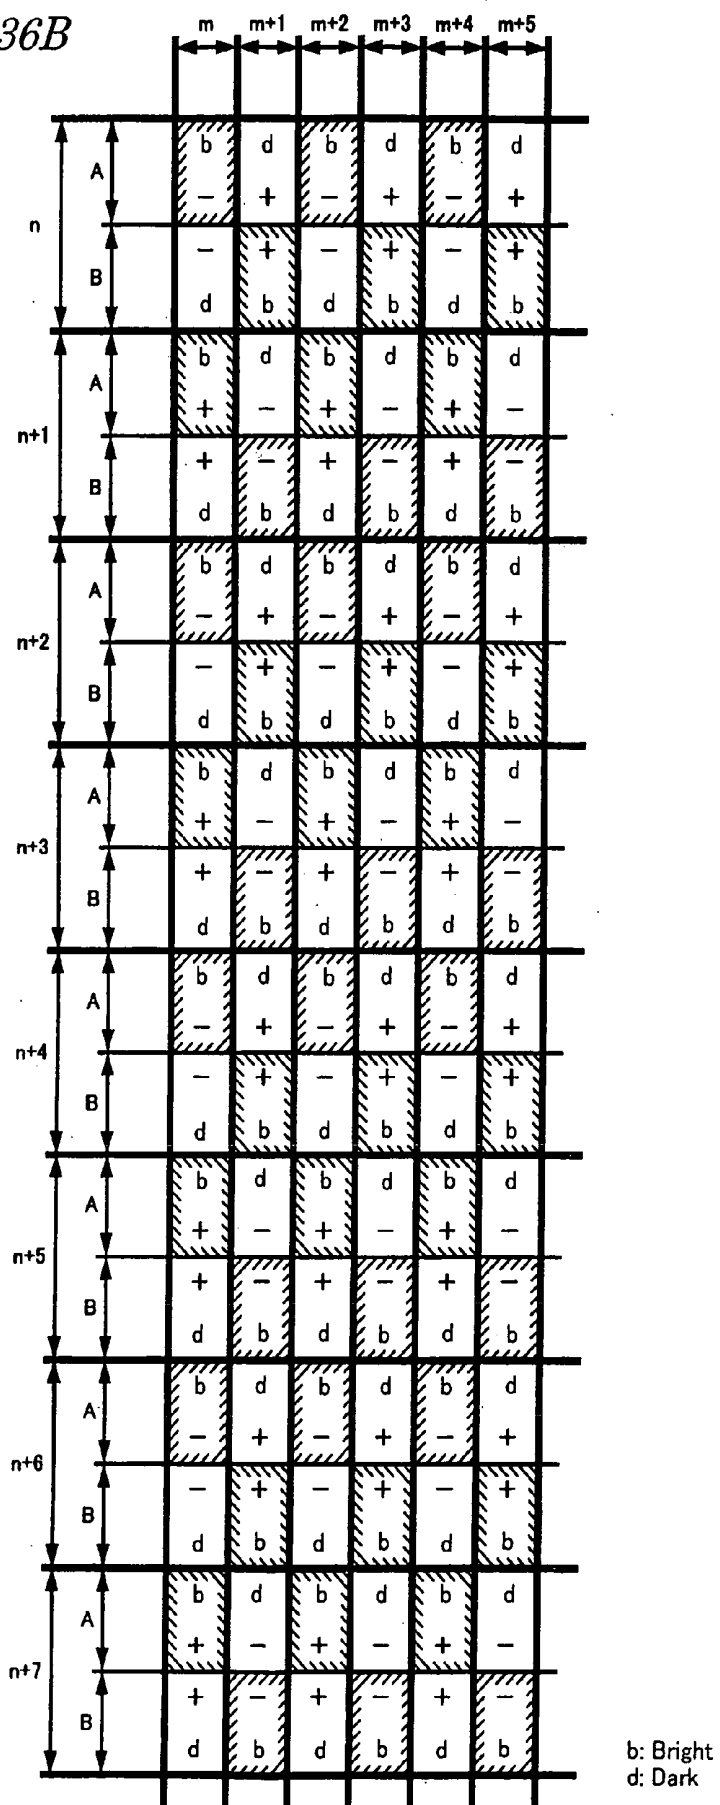 36B
m m+1 m+2 m+3 m+4 m+5
n
A
b d b d b d
− + − + − +
B
− + − + − +
d b d b d b
n+1
A
b d b d b d
+ − + − + −
B
+ − + − + −
d b d b d b
n+2
A
b d b d b d
− + − + − +
B
− + − + − +
d b d b d b
n+3
A
b d b d b d
+ − + − + −
B
+ − + − + −
d b d b d b
n+4
A
b d b d b d
− + − + − +
B
− + − + − +
d b d b d b
n+5
A
b d b d b d
+ − + − + −
B
+ − + − + −
d b d b d b
n+6
A
b d b d b d
− + − + − +
B
− + − + − +
d b d b d b
n+7
A
b d b d b d
+ − + − + −
B
+ − + − + −
d b d b d b
b: Bright
d: Dark